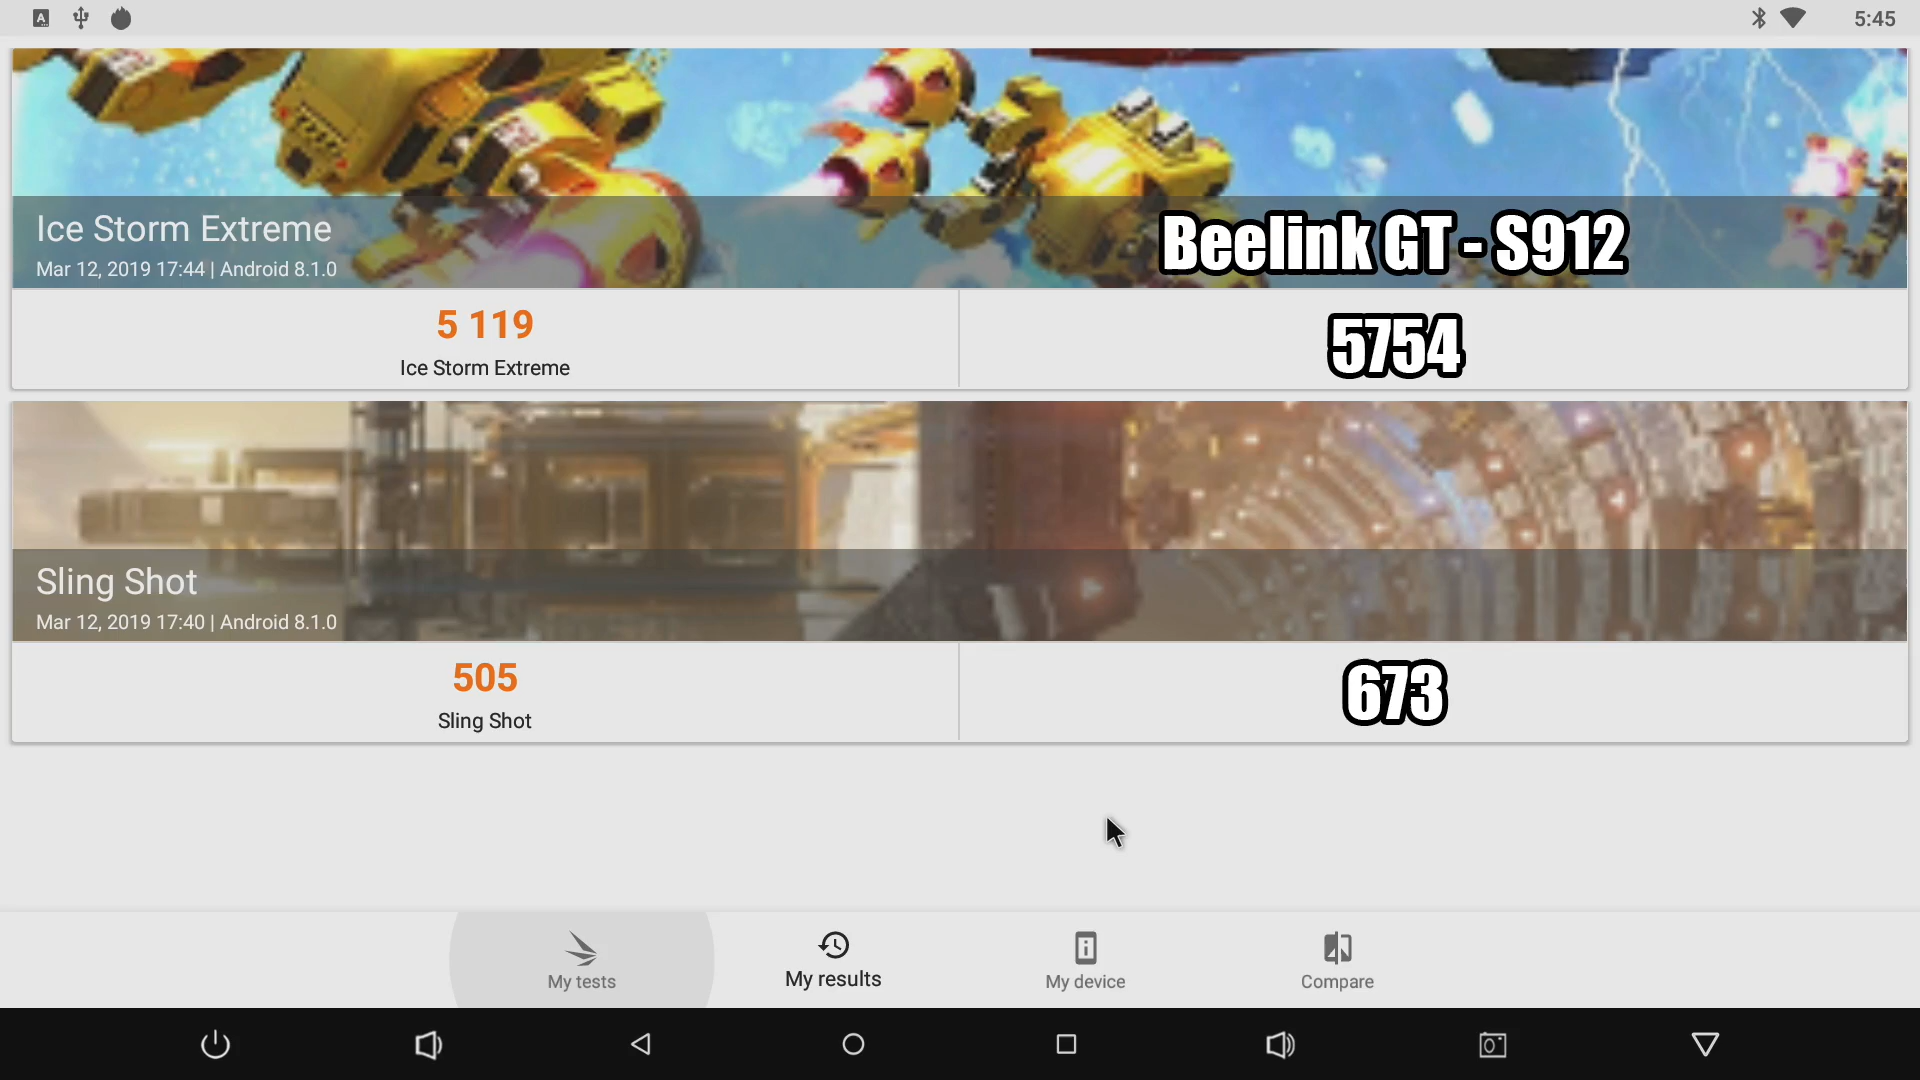 5:45
Ice Storm Extreme
Mar 12, 2019 17:44 | Android 8.1.0
Beelink GT - S912
5 119
Ice Storm Extreme
5754
Sling Shot
Mar 12, 2019 17:40 | Android 8.1.0
505
Sling Shot
673
My tests
My results
My device
Compare